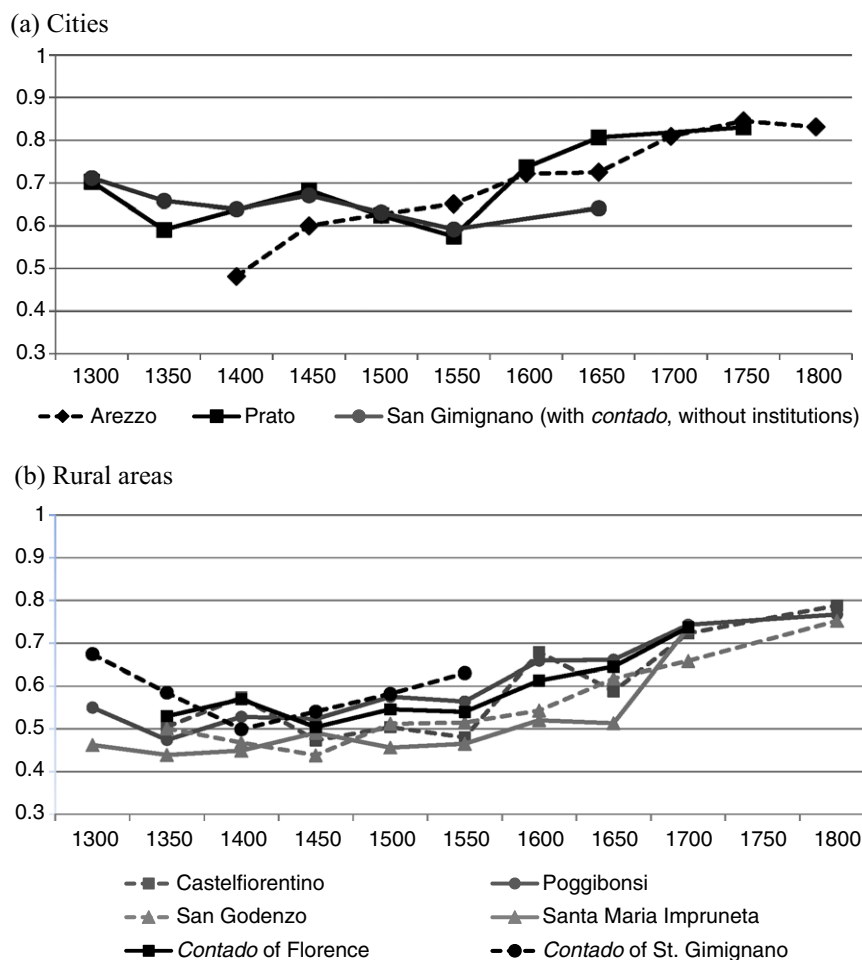 (a) Cities
1
0.9
0.8
0.7
0.6
0.5
0.4
0.3
1300 1350 1400 1450 1500 1550 1600 1650 1700 1750 1800
Arezzo Prato San Gimignano (with contado, without institutions)
(b) Rural areas
1
0.9
0.8
0.7
0.6
0.5
0.4
0.3
1300 1350 1400 1450 1500 1550 1600 1650 1700 1750 1800
Castelfiorentino Poggibonsi
San Godenzo Santa Maria Impruneta
Contado of Florence Contado of St. Gimignano